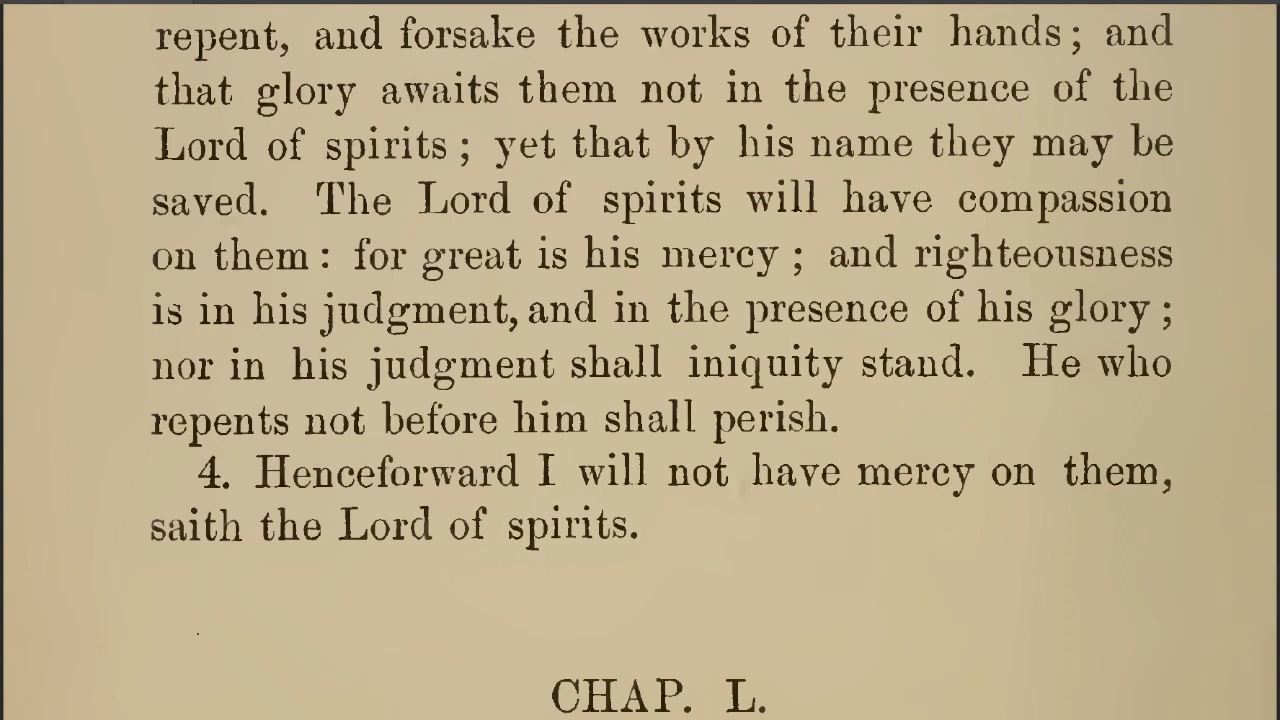 repent, and forsake the works of their hands; and
that glory awaits them not in the presence of the
Lord of spirits; yet that by his name they may be
saved. The Lord of spirits will have compassion
on them: for great is his mercy; and righteousness
is in his judgment, and in the presence of his glory;
nor in his judgment shall iniquity stand. He who
repents not before him shall perish.
4. Henceforward I will not have mercy on them,
saith the Lord of spirits.
CHAP. L.